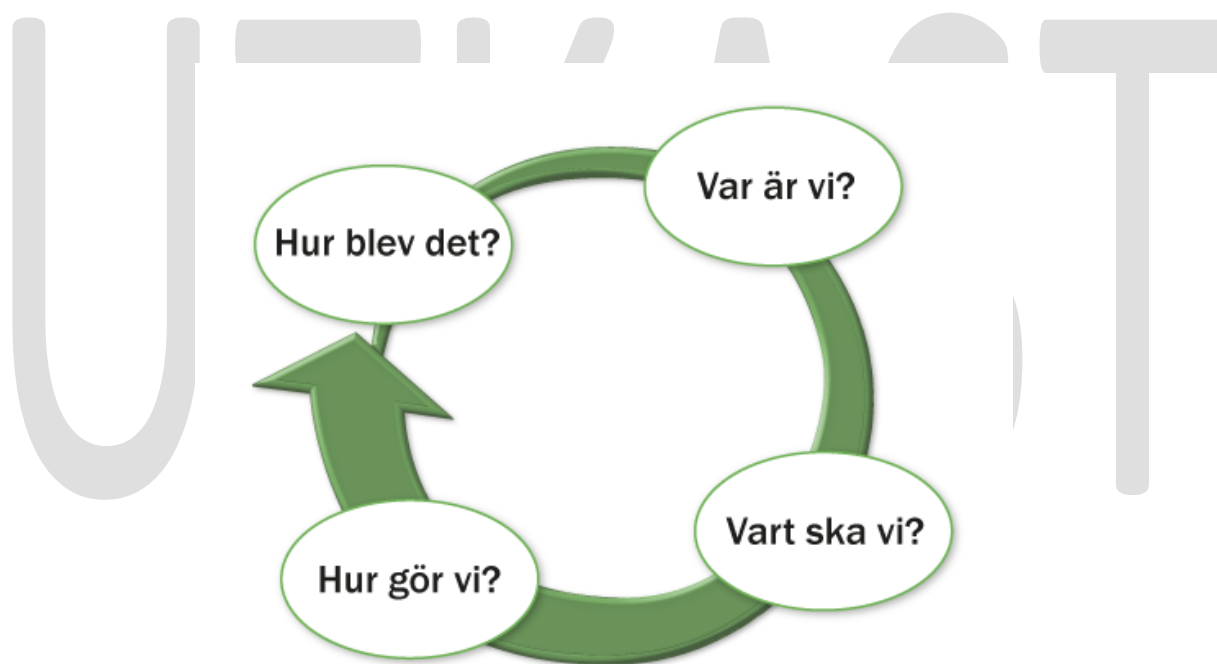 UTKAST
Var är vi?
Hur blev det?
Vart ska vi?
Hur gör vi?